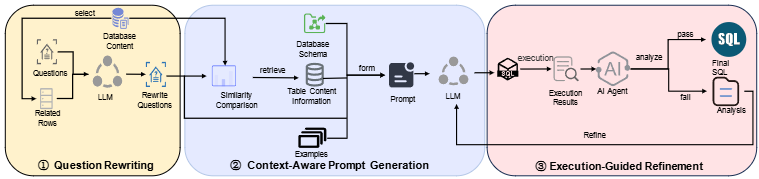 select
Database
Content
Questions
LLM
Related
Rows
Rewrite
Questions
① Question Rewriting
Database
Schema
retrieve
form
Similarity
Comparison
Table Content
Information
Prompt
LLM
Examples
② Context-Aware Prompt Generation
SQL
execution
Execution
Results
AI
AI Agent
analyze
pass
fail
SQL
Final
SQL
Analysis
Refine
③ Execution-Guided Refinement